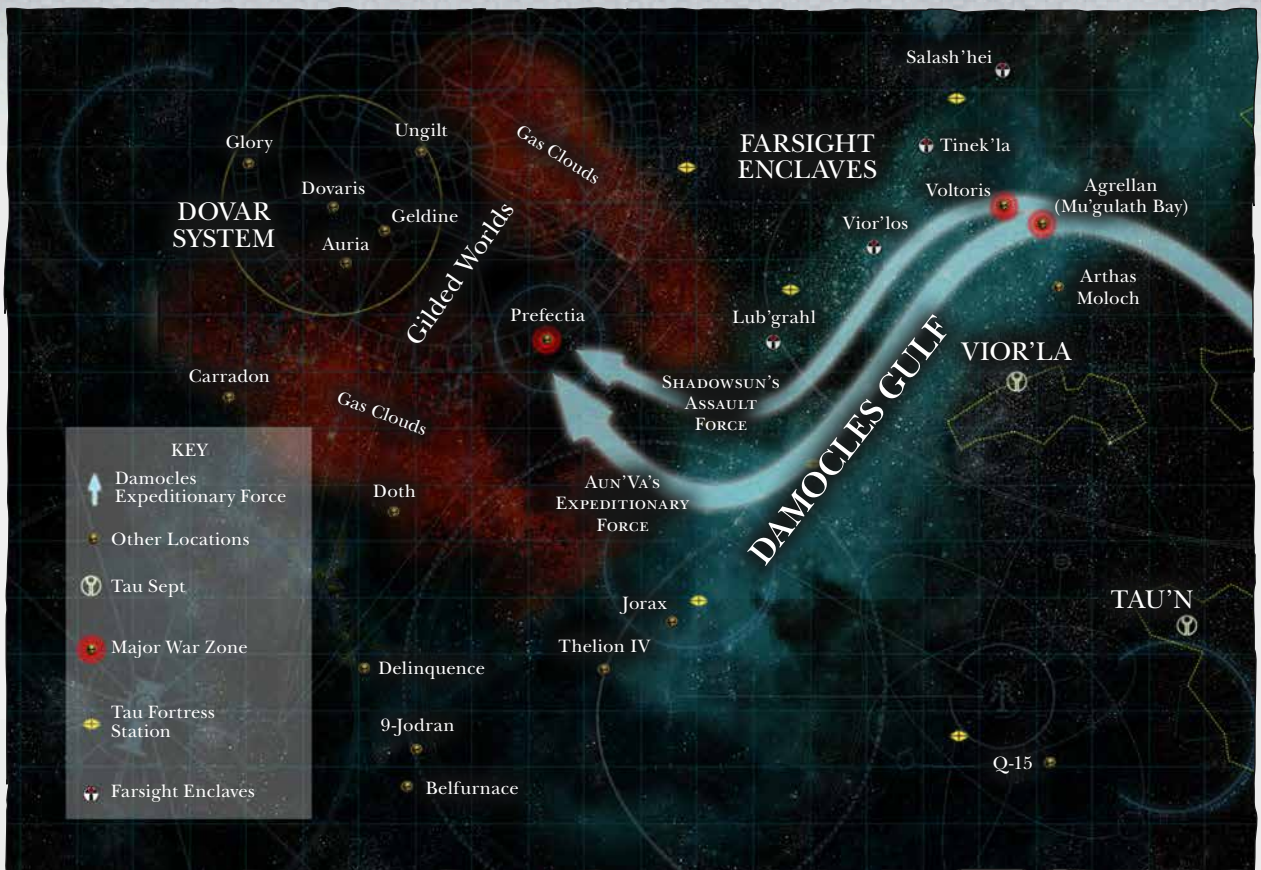 Salash'hei
Glory
Ungilt
Gas Clouds
FARSIGHT
ENCLAVES
Tinek'la
Dovaris
Voltoris
Agrellan
(Mu'gulath Bay)
DOVAR
SYSTEM
Geldine
Auria
Vior'los
Gilded Worlds
Arthas
Moloch
Prefectia
Lub'grahl
VIOR'LA
Carradon
Shadowsun's
Assault
Force
Gas Clouds
DAMOCLES GULF
Doth
Aun'Va's
Expeditionary
Force
KEY
Damocles
Expeditionary Force
Other Locations
Tau Sept
Major War Zone
Tau Fortress
Station
Farsight Enclaves
TAU'N
Jorax
Thelion IV
Delinquence
9-Jodran
Q-15
Belfurnace